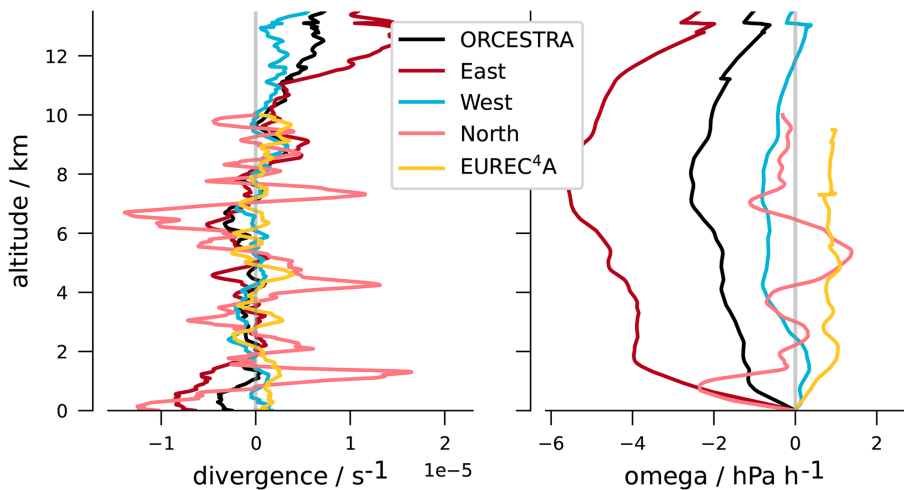 altitude / km
12
10
8
6
4
2
0
ORCESTRA
East
West
North
EUREC⁴A
−1 0 1 2
1e-5
divergence / s⁻¹
−6 −4 −2 0 2
omega / hPa h⁻¹